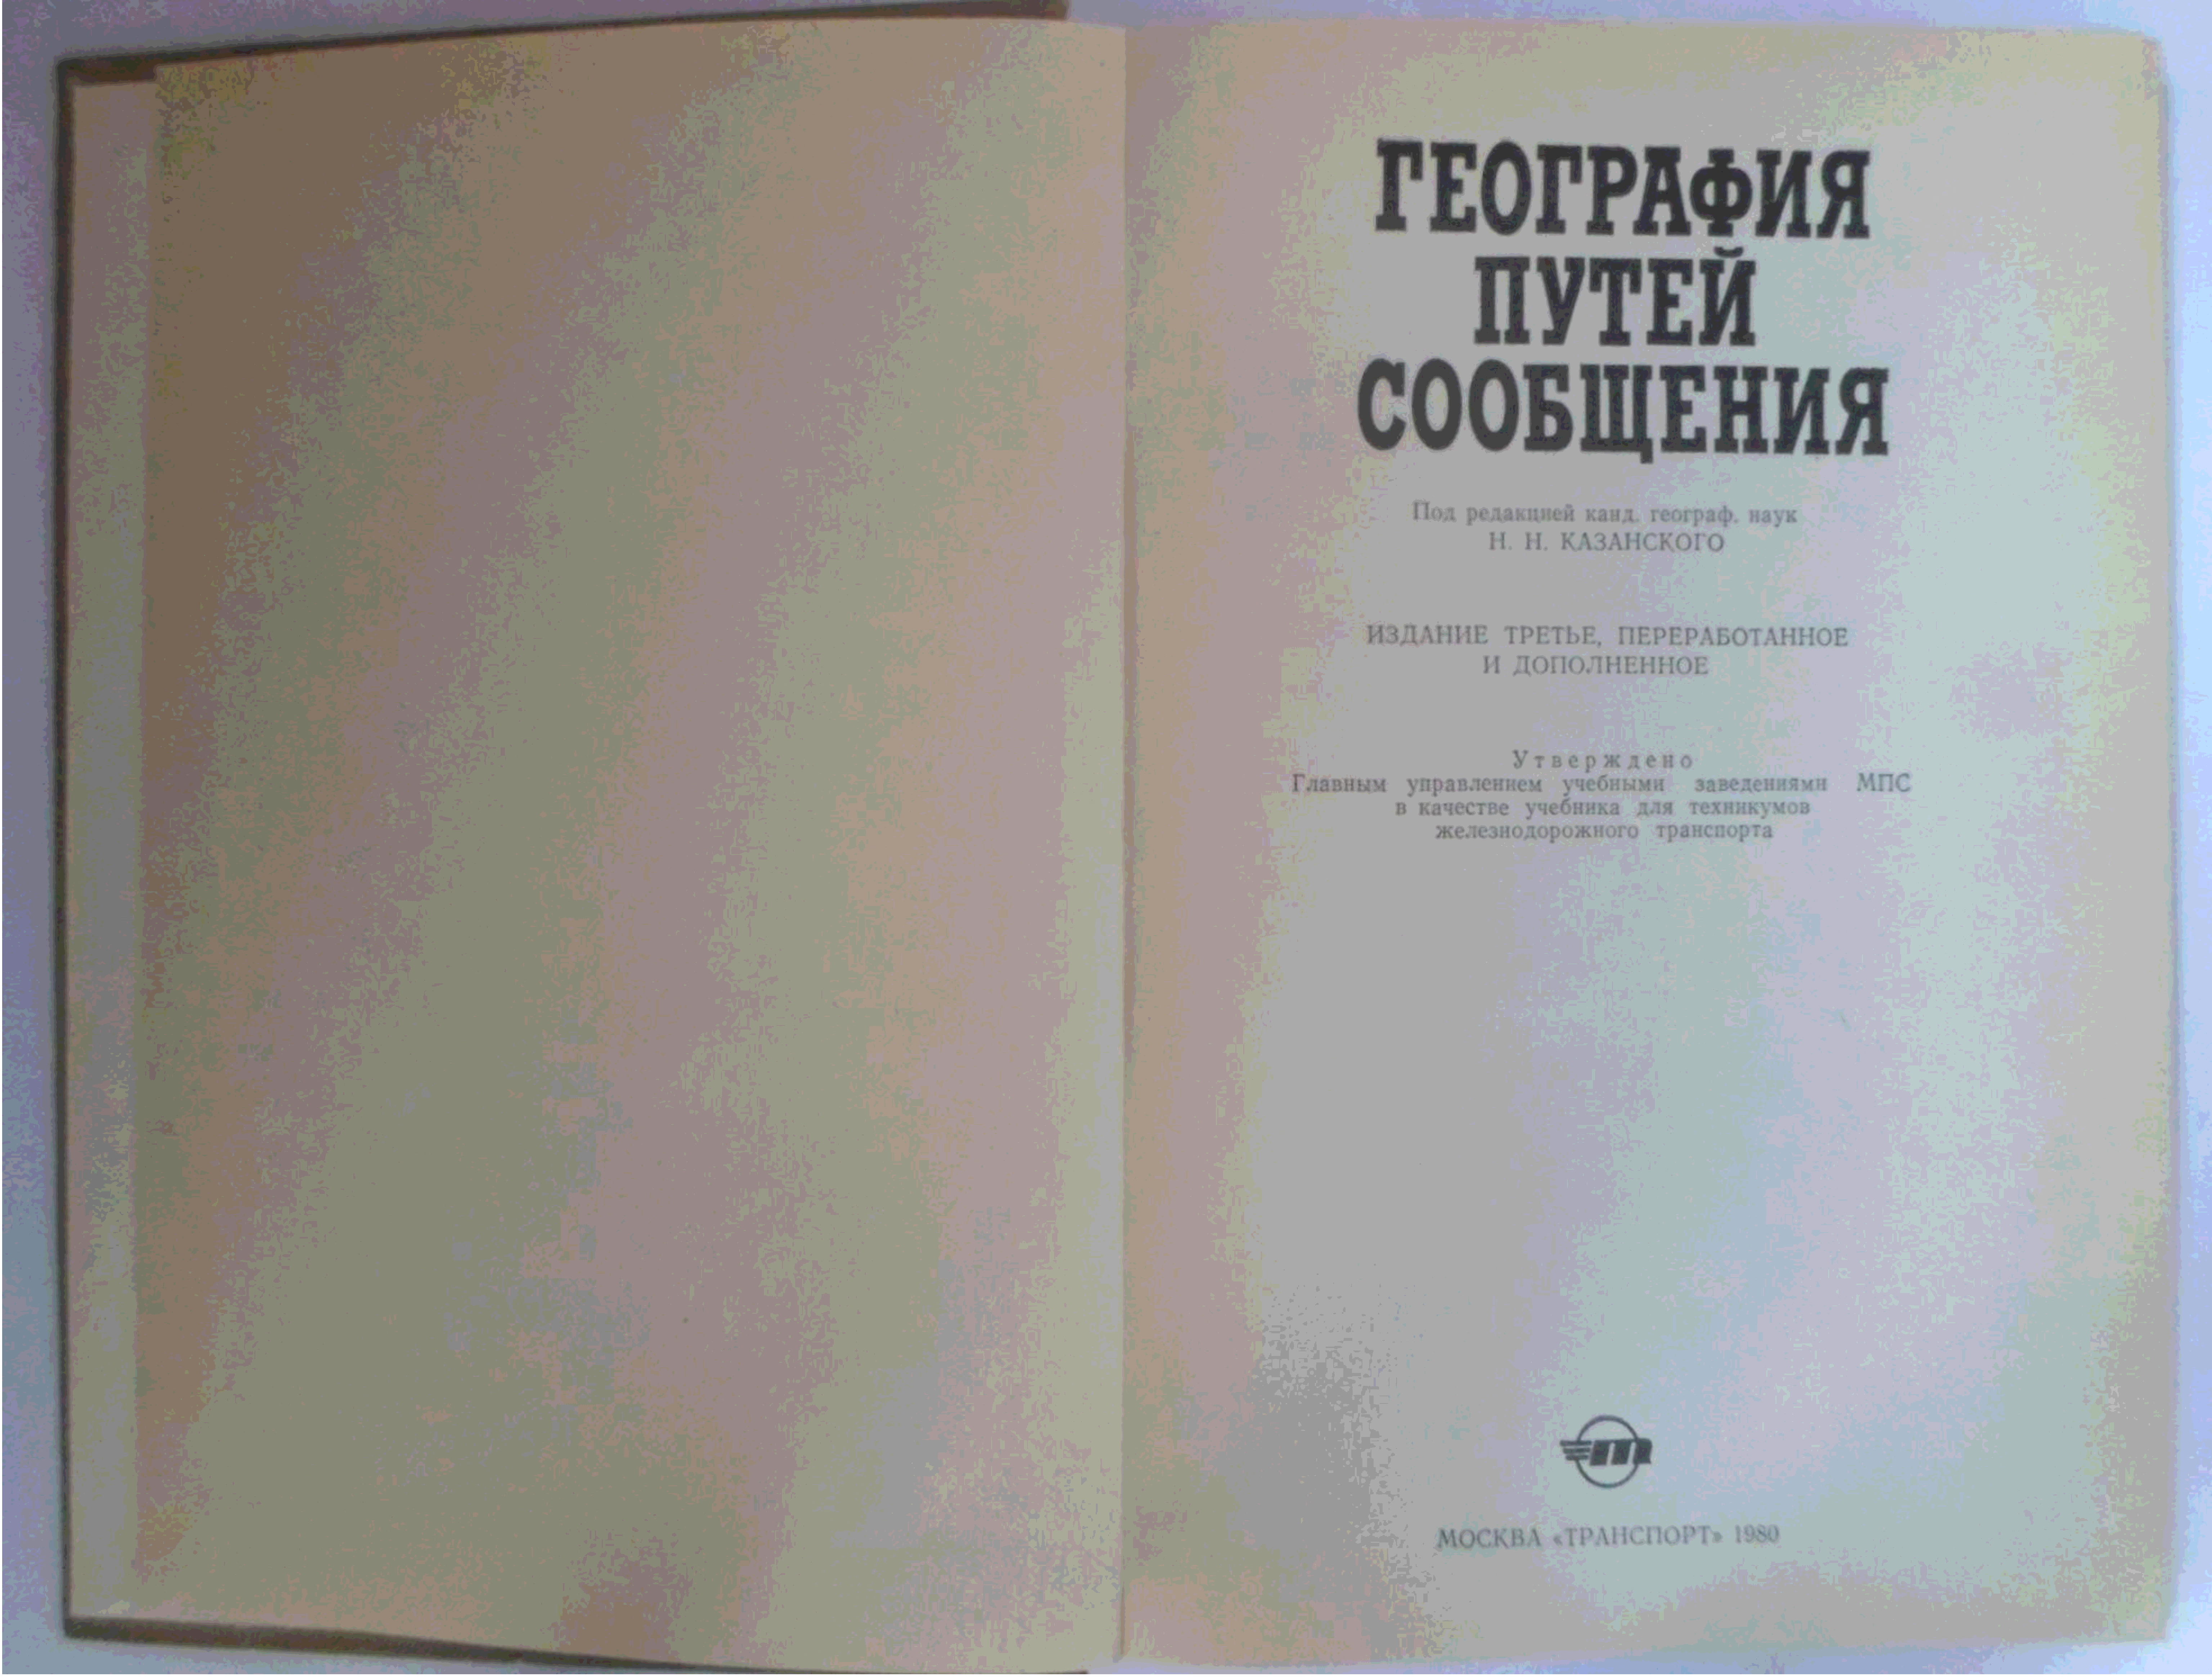 ГЕОГРАФИЯ
ПУТЕЙ
СООБЩЕНИЯ
Под редакцией канд. географ. наук
Н. Н. КАЗАНСКОГО
ИЗДАНИЕ ТРЕТЬЕ, ПЕРЕРАБОТАННОЕ
И ДОПОЛНЕННОЕ
Утверждено
Главным управлением учебными заведениями МПС
в качестве учебника для техникумов
железнодорожного транспорта
МОСКВА «ТРАНСПОРТ» 1980